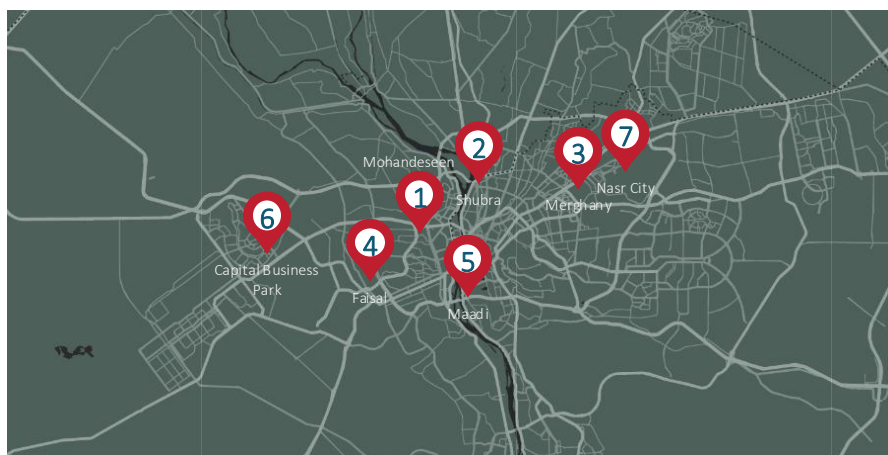 2
7
3
Mohandeseen
1
Nasr City
Shubra
Merghany
6
4
5
Capital Business
Park
Faisal
Maadi